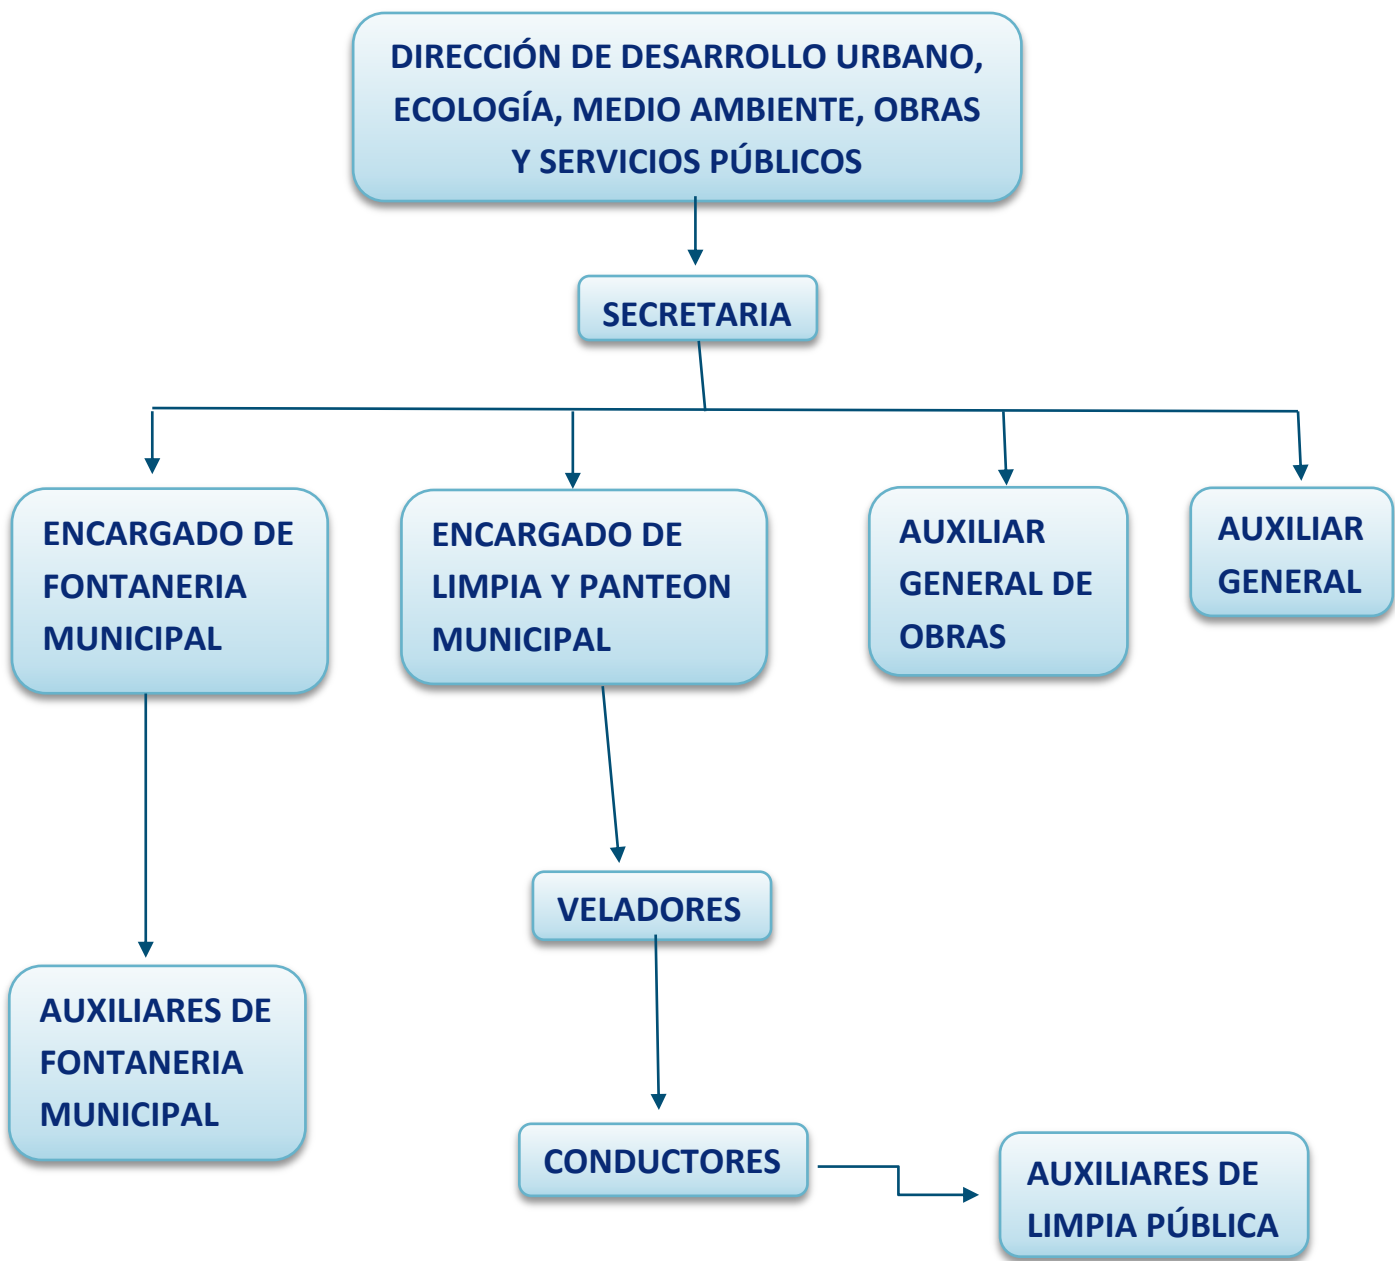 DIRECCIÓN DE DESARROLLO URBANO,
ECOLOGÍA, MEDIO AMBIENTE, OBRAS
Y SERVICIOS PÚBLICOS
SECRETARIA
ENCARGADO DE
FONTANERIA
MUNICIPAL
ENCARGADO DE
LIMPIA Y PANTEON
MUNICIPAL
AUXILIAR
GENERAL DE
OBRAS
AUXILIAR
GENERAL
VELADORES
AUXILIARES DE
FONTANERIA
MUNICIPAL
CONDUCTORES
AUXILIARES DE
LIMPIA PÚBLICA